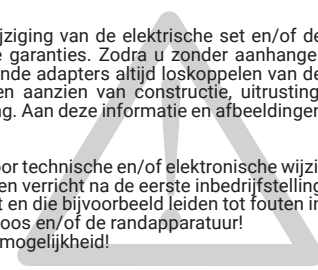 ziging van de elektrische set en/of de
garanties. Zodra u zonder aanhange
nde adapters altijd loskoppelen van de
en aanzien van constructie, uitrusting
g. Aan deze informatie en afbeeldingen
oor technische en/of elektronische wijzi
en verricht na de eerste inbedrijfstelling
t en die bijvoorbeeld leiden tot fouten in
oos en/of de randapparatuur!
mogelijkheid!